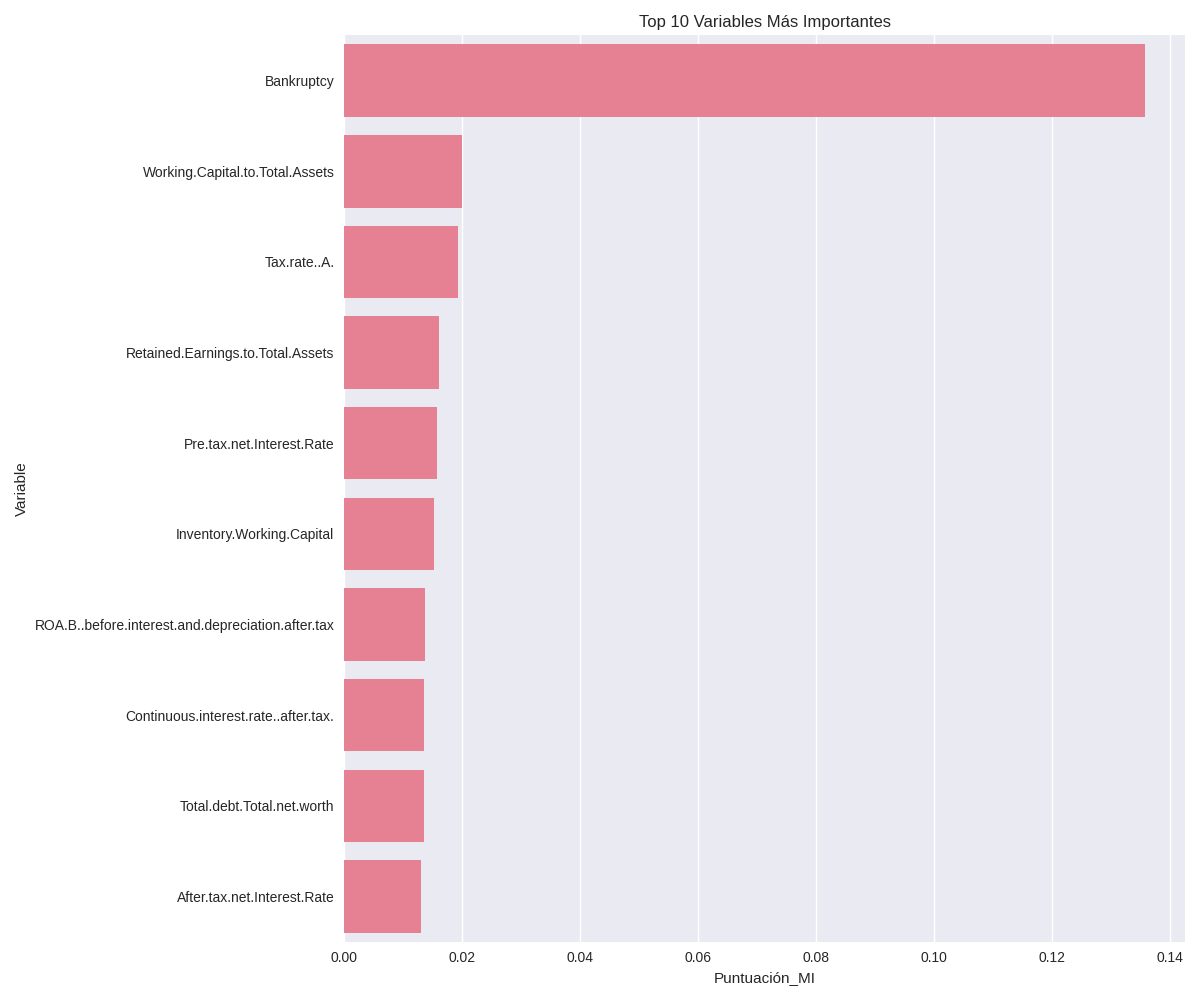 Top 10 Variables Más Importantes
Variable
Bankruptcy
Working.Capital.to.Total.Assets
Tax.rate..A.
Retained.Earnings.to.Total.Assets
Pre.tax.net.Interest.Rate
Inventory.Working.Capital
ROA.B..before.interest.and.depreciation.after.tax
Continuous.interest.rate..after.tax.
Total.debt.Total.net.worth
After.tax.net.Interest.Rate
0.00 0.02 0.04 0.06 0.08 0.10 0.12 0.14
Puntuación_MI